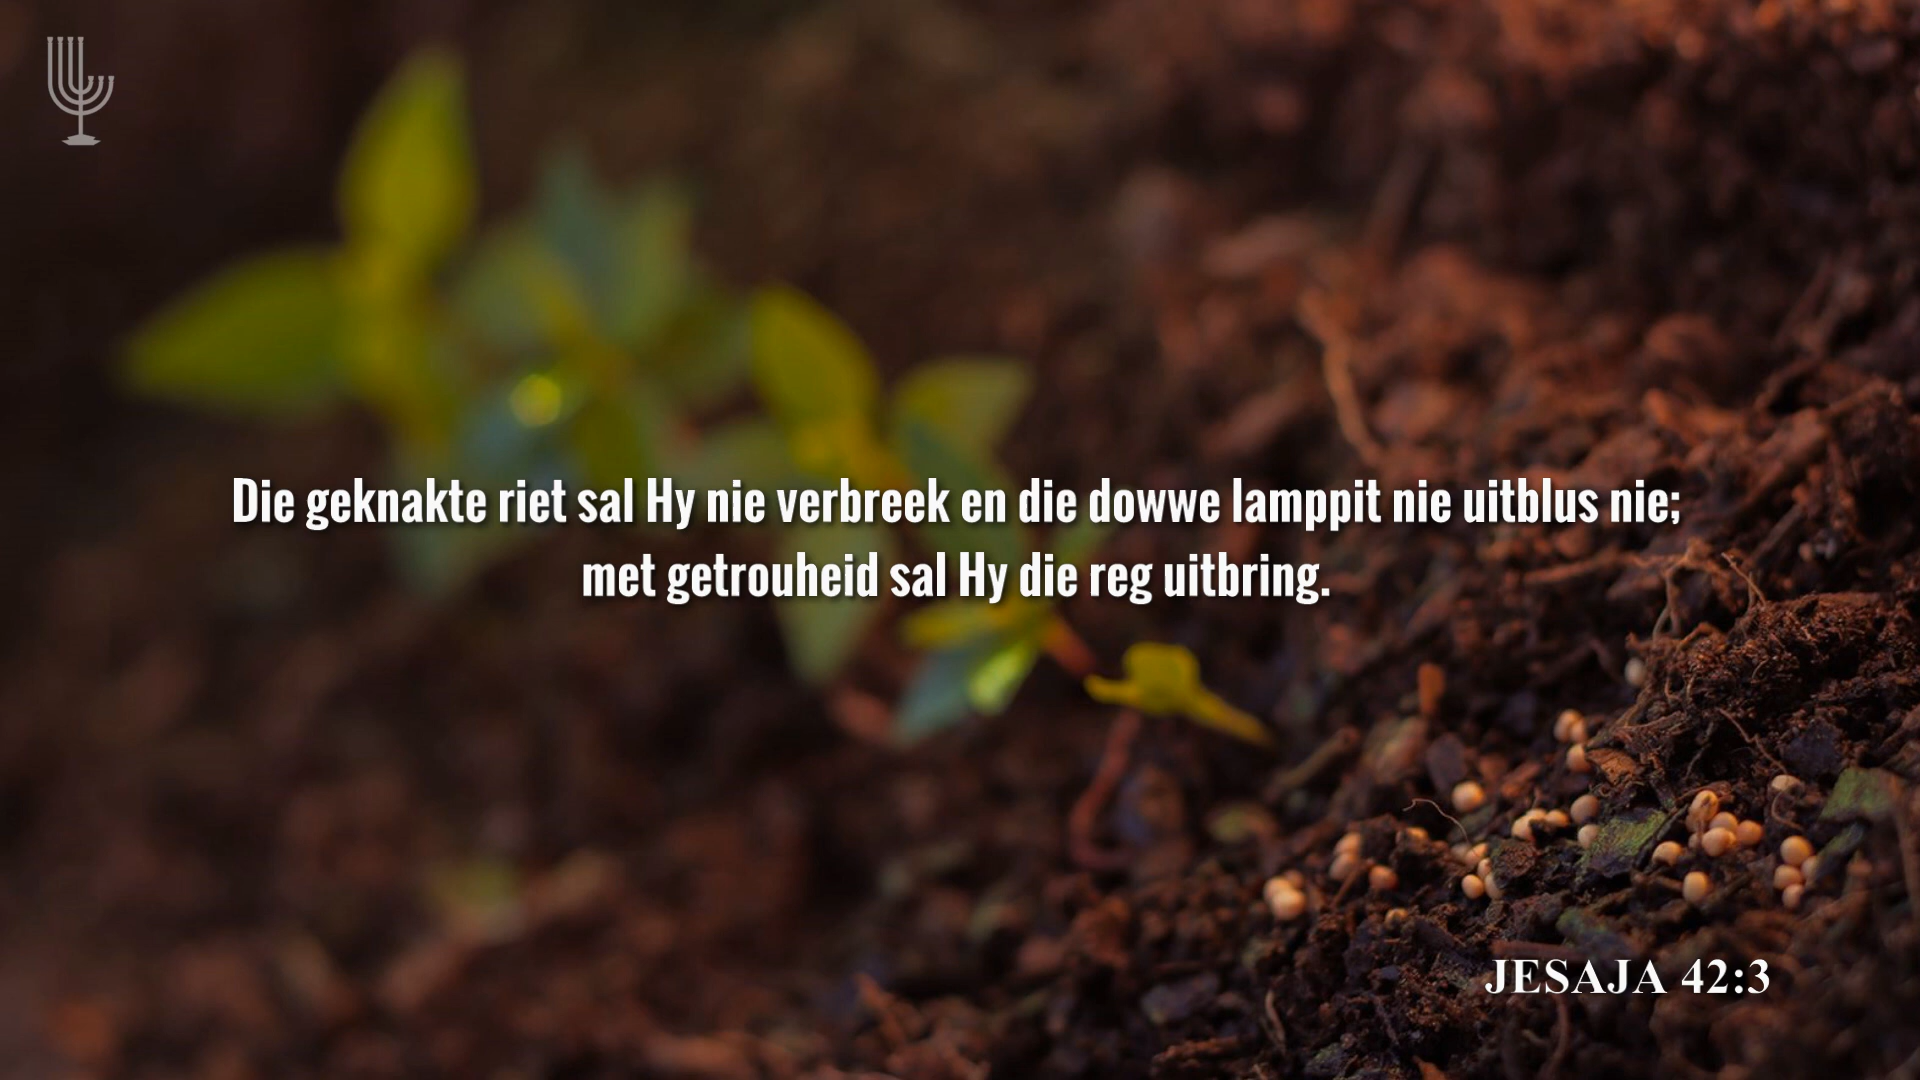 Die geknakte riet sal Hy nie verbreek en die dowwe lamppit nie uitblus nie;
met getrouheid sal Hy die reg uitbring.
JESAJA 42:3